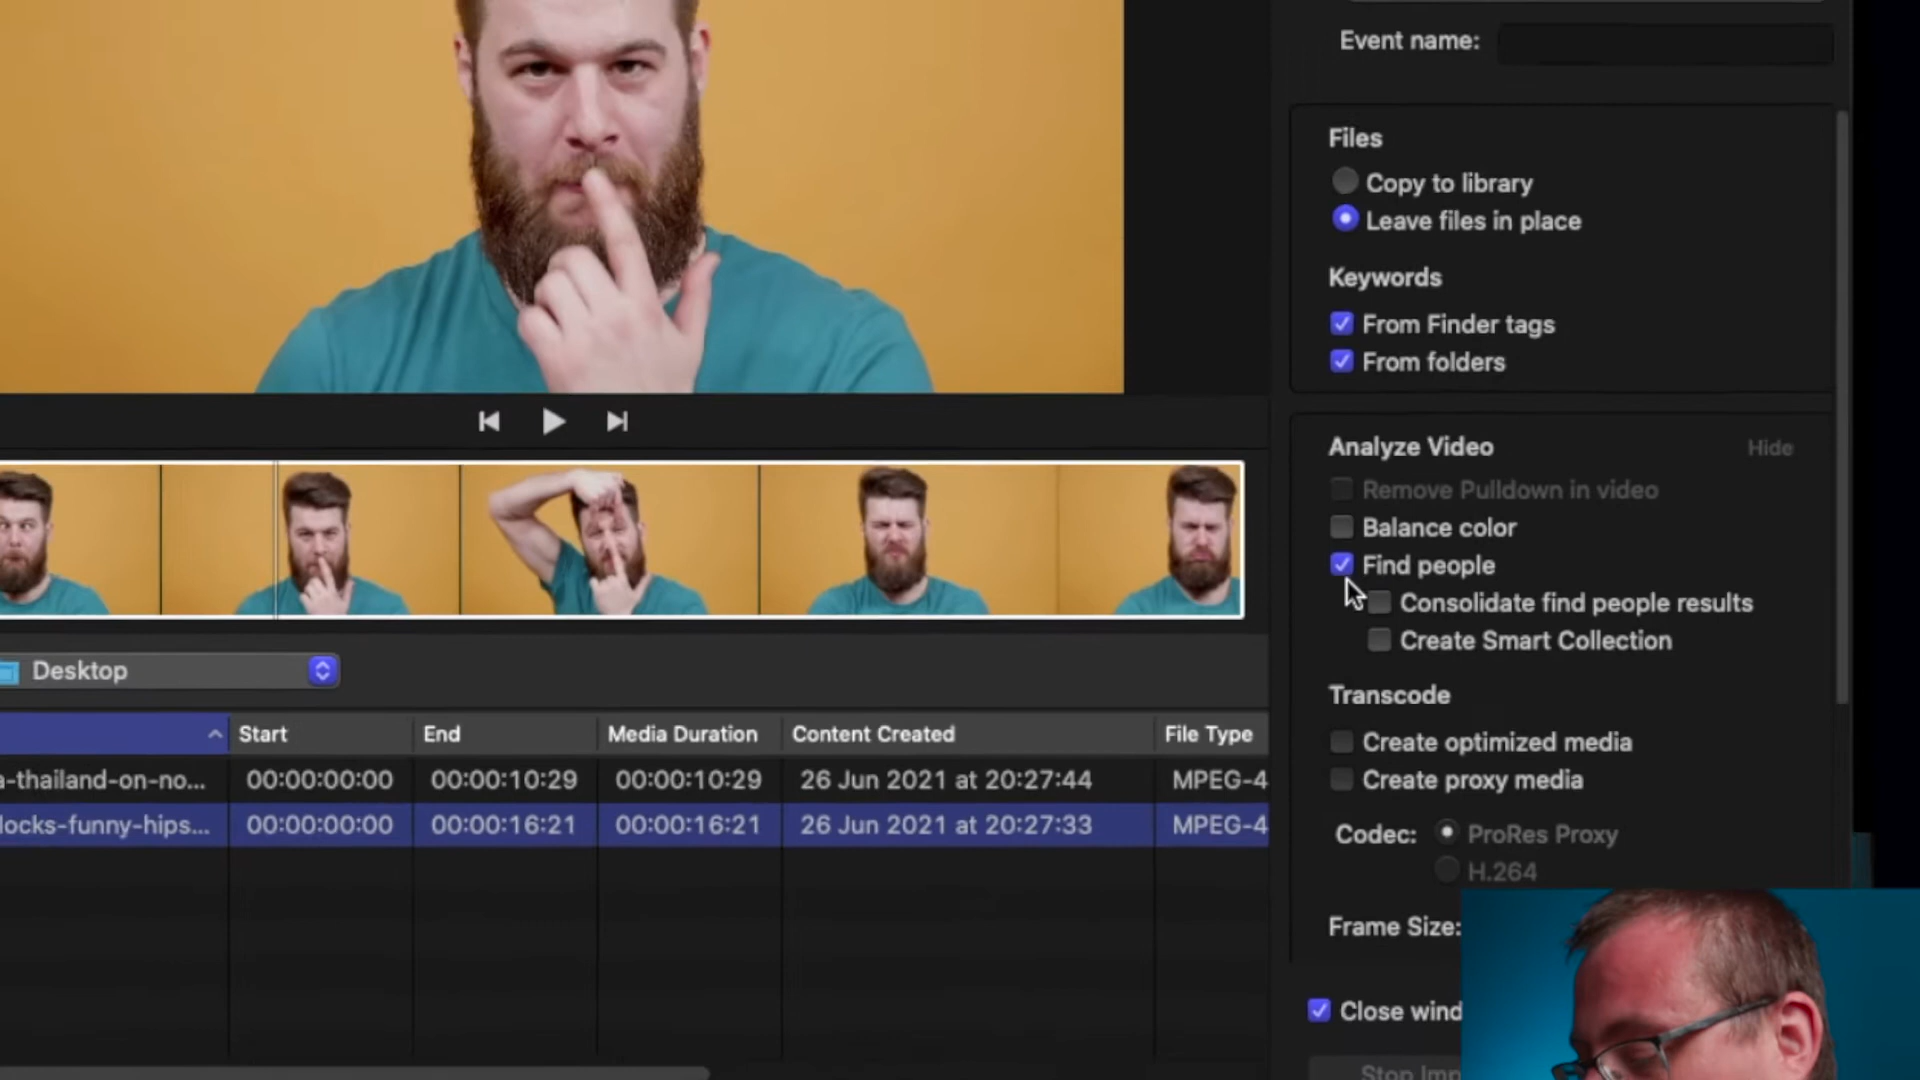 Event name:
Files
Copy to library
Leave files in place
Keywords
From Finder tags
From folders
Analyze Video
Hide
Remove Pulldown in video
Balance color
Find people
Consolidate find people results
Create Smart Collection
Desktop
Transcode
Start
End
Media Duration
Content Created
File Type
Create optimized media
a-thailand-on-no...
00:00:00:00
00:00:10:29
00:00:10:29
26 Jun 2021 at 20:27:44
MPEG-4
Create proxy media
locks-funny-hips...
00:00:00:00
00:00:16:21
00:00:16:21
26 Jun 2021 at 20:27:33
MPEG-4
Codec:
ProRes Proxy
H.264
Frame Size:
Close wind
Stop Imp